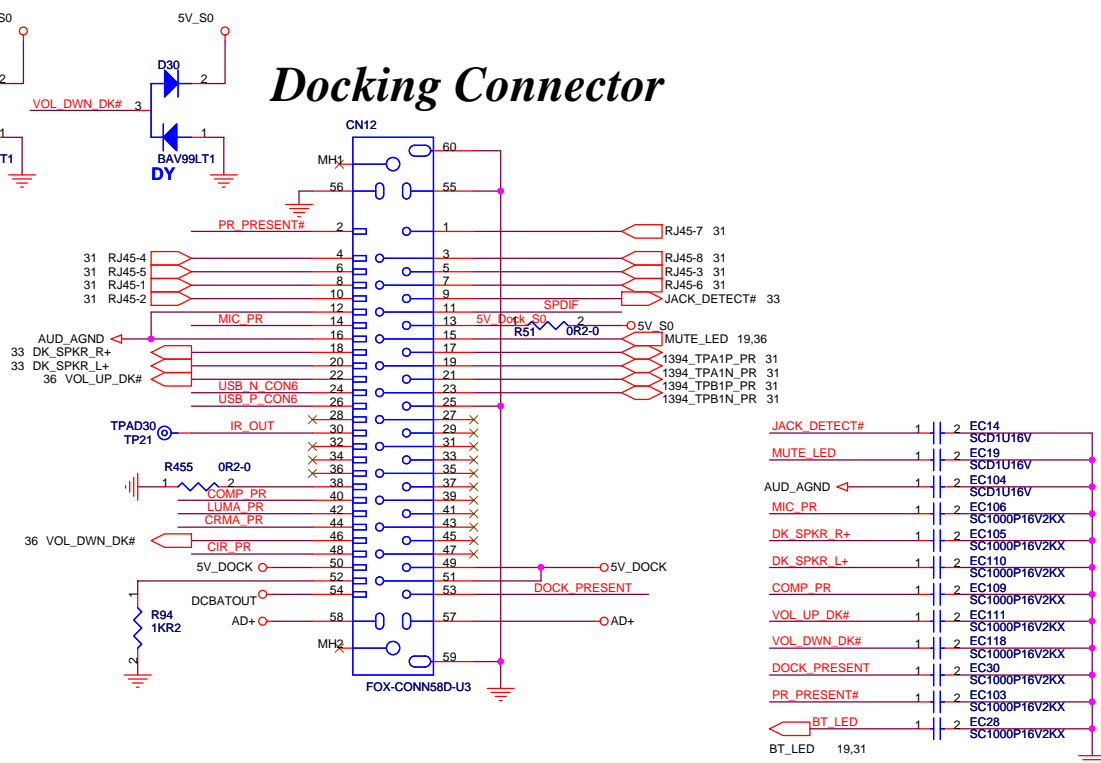 S0
5V_S0
D30
2
2
VOL_DWN_DK#
3
1
1
T1
BAV99LT1
DY
Docking Connector
CN12
MH1
60
56
55
PR_PRESENT#
2
1
RJ45-7 31
31 RJ45-4
4
3
RJ45-8 31
31 RJ45-5
6
5
RJ45-3 31
31 RJ45-1
8
7
RJ45-6 31
31 RJ45-2
10
9
JACK_DETECT# 33
12
11
SPDIF
MIC_PR
14
13
5V_Dock_S0
1
R51
2
0R2-0
5V_S0
AUD_AGND
16
15
MUTE_LED 19,36
33 DK_SPKR_R+
18
17
1394_TPA1P_PR 31
33 DK_SPKR_L+
20
19
1394_TPA1N_PR 31
36 VOL_UP_DK#
22
21
1394_TPB1P_PR 31
USB_N_CON6
24
23
1394_TPB1N_PR 31
USB_P_CON6
26
25
28
27
TPAD30
TP21
IR_OUT
30
29
32
31
34
33
36
35
R455
0R2-0
1
2
38
37
COMP_PR
40
39
LUMA_PR
42
41
CRMA_PR
44
43
36 VOL_DWN_DK#
46
45
CIR_PR
48
47
5V_DOCK
50
49
5V_DOCK
52
51
DCBATOUT
54
53
DOCK_PRESENT
1
R94
1KR2
2
AD+
58
57
AD+
MH2
59
FOX-CONN58D-U3
JACK_DETECT#
1
2
EC14
SCD1U16V
MUTE_LED
1
2
EC19
SCD1U16V
AUD_AGND
1
2
EC104
SCD1U16V
MIC_PR
1
2
EC106
SC1000P16V2KX
DK_SPKR_R+
1
2
EC105
SC1000P16V2KX
DK_SPKR_L+
1
2
EC110
SC1000P16V2KX
COMP_PR
1
2
EC109
SC1000P16V2KX
VOL_UP_DK#
1
2
EC111
SC1000P16V2KX
VOL_DWN_DK#
1
2
EC118
SC1000P16V2KX
DOCK_PRESENT
1
2
EC30
SC1000P16V2KX
PR_PRESENT#
1
2
EC103
SC1000P16V2KX
BT_LED
1
2
EC28
SC1000P16V2KX
BT_LED 19,31